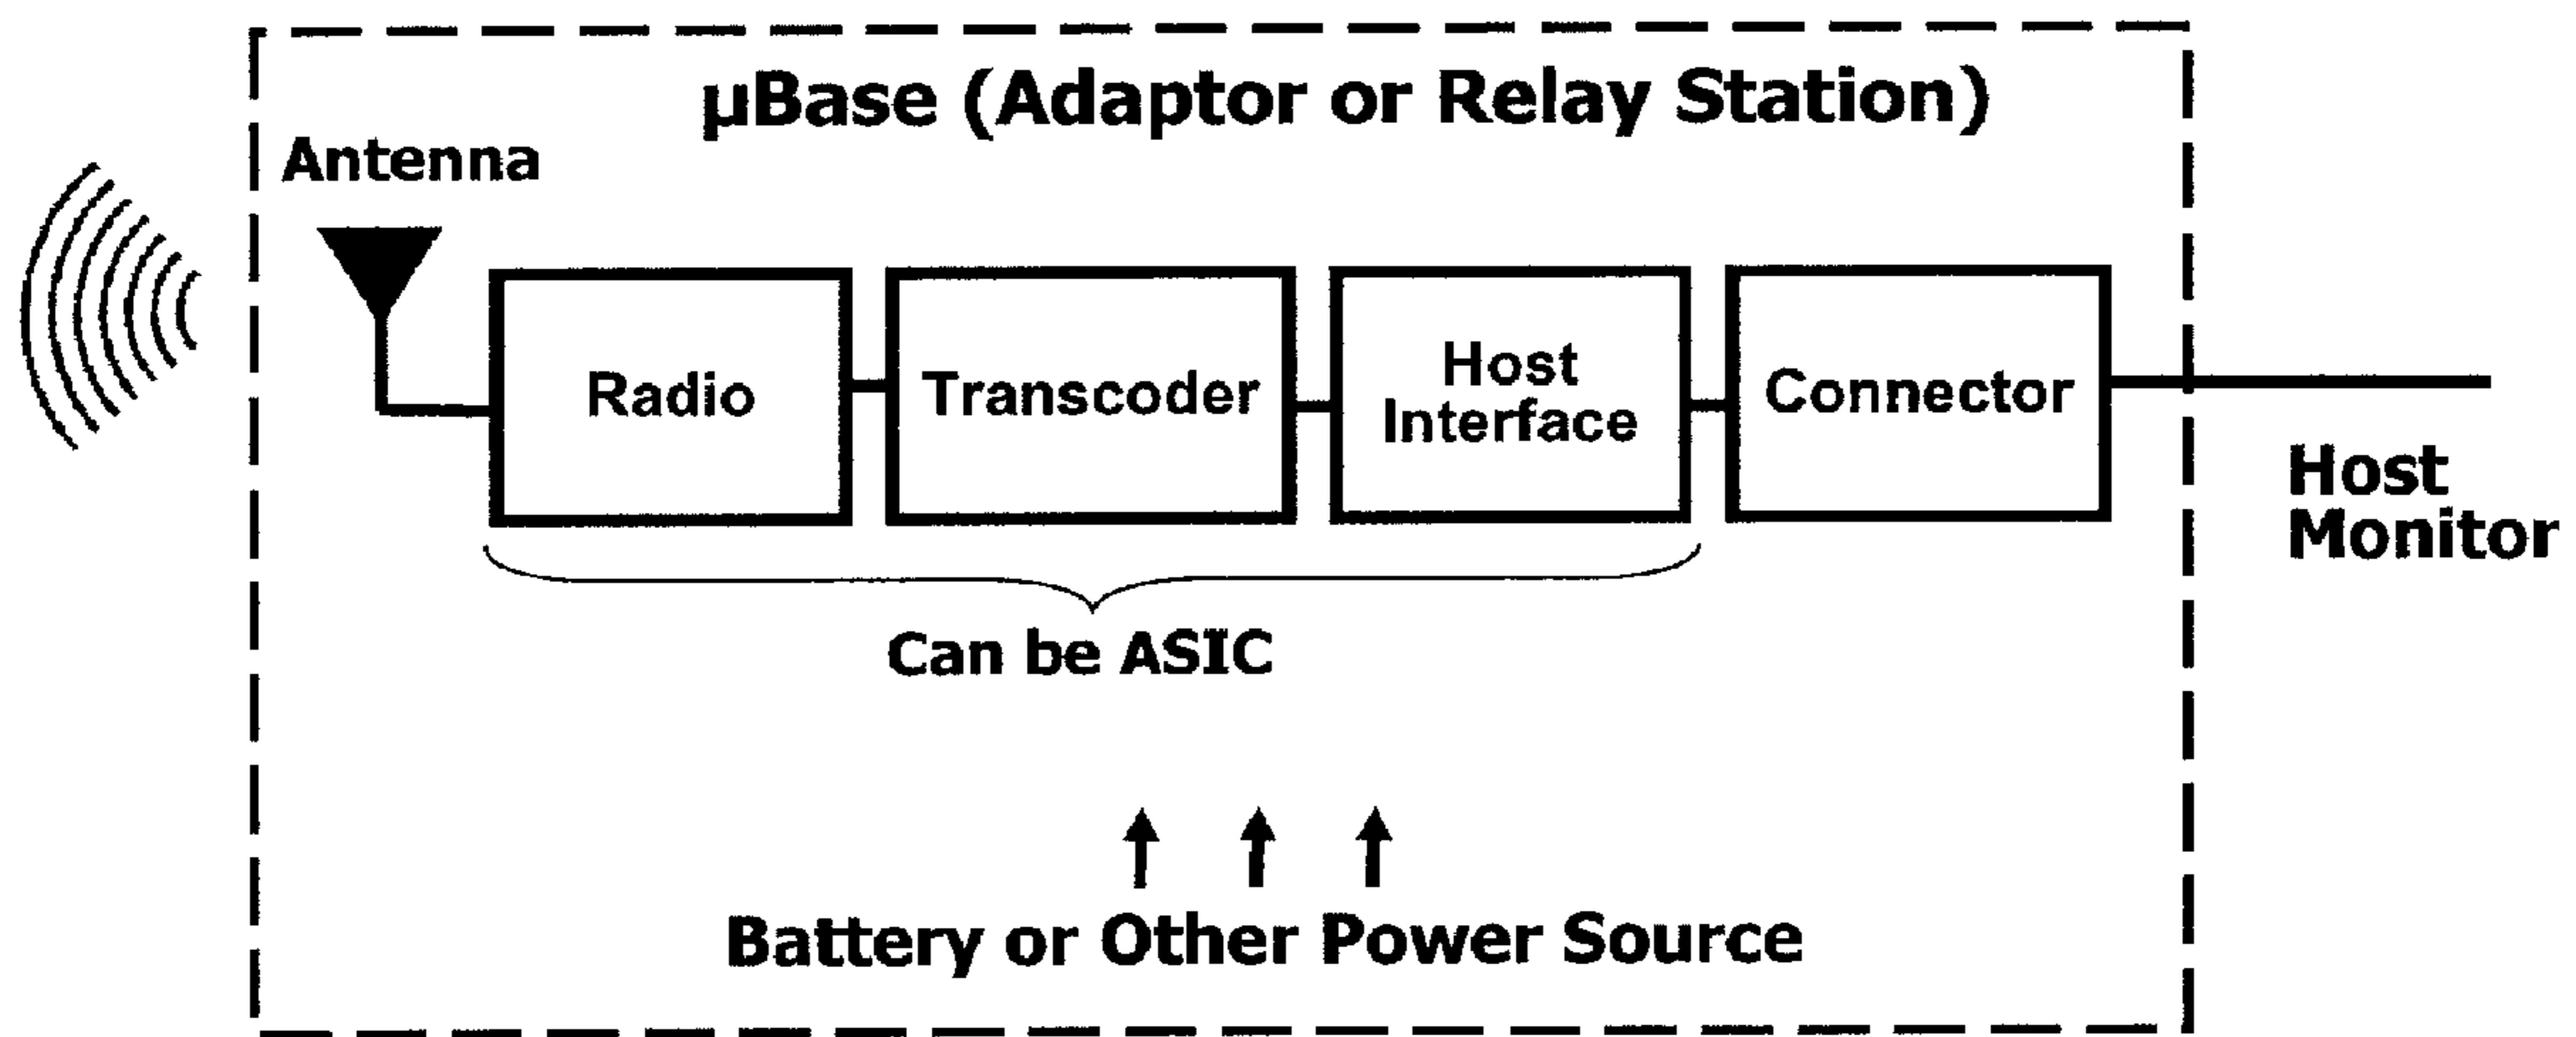 µBase (Adaptor or Relay Station)
Antenna
Radio
Transcoder
Host
Interface
Connector
Host
Monitor
Can be ASIC
Battery or Other Power Source